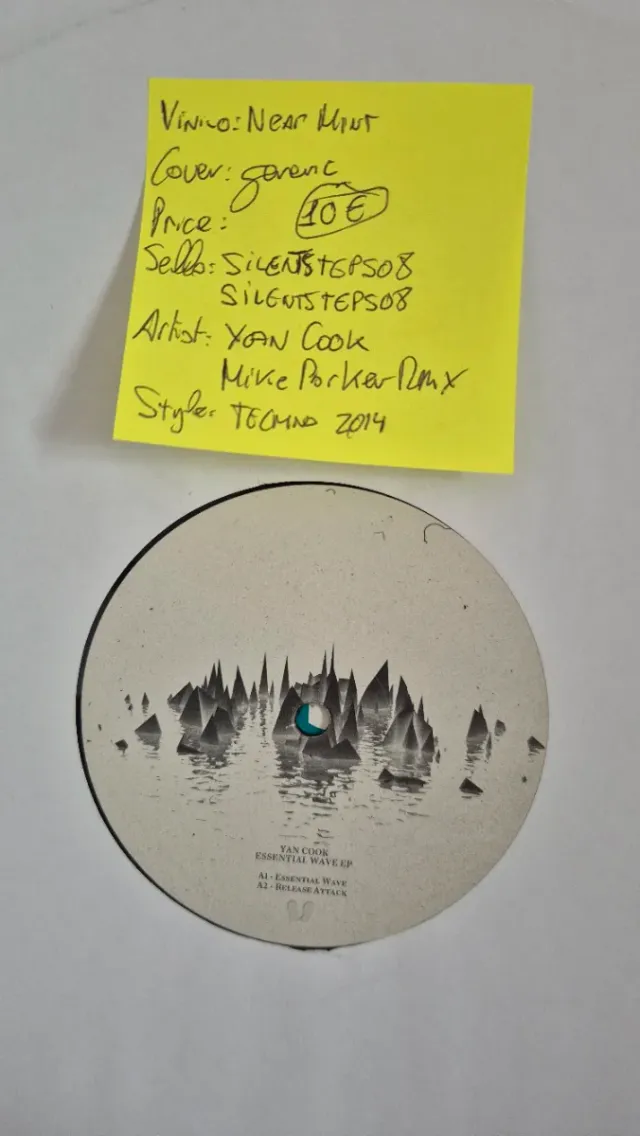 Vinilo: Near Mint
Cover: generic
Price: 10 €
Sello: SILENTSTEPS08
SILENTSTEPS08
Artist: YAN Cook
Mike Parker Rmx
Style: TECHNO 2014
YAN COOK
ESSENTIAL WAVE EP
A1 - ESSENTIAL WAVE
A2 - RELEASE ATTACK